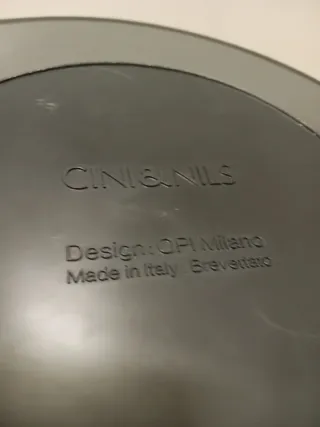 CINI&NILS
Design: OPI Milano
Made in Italy Brevettato